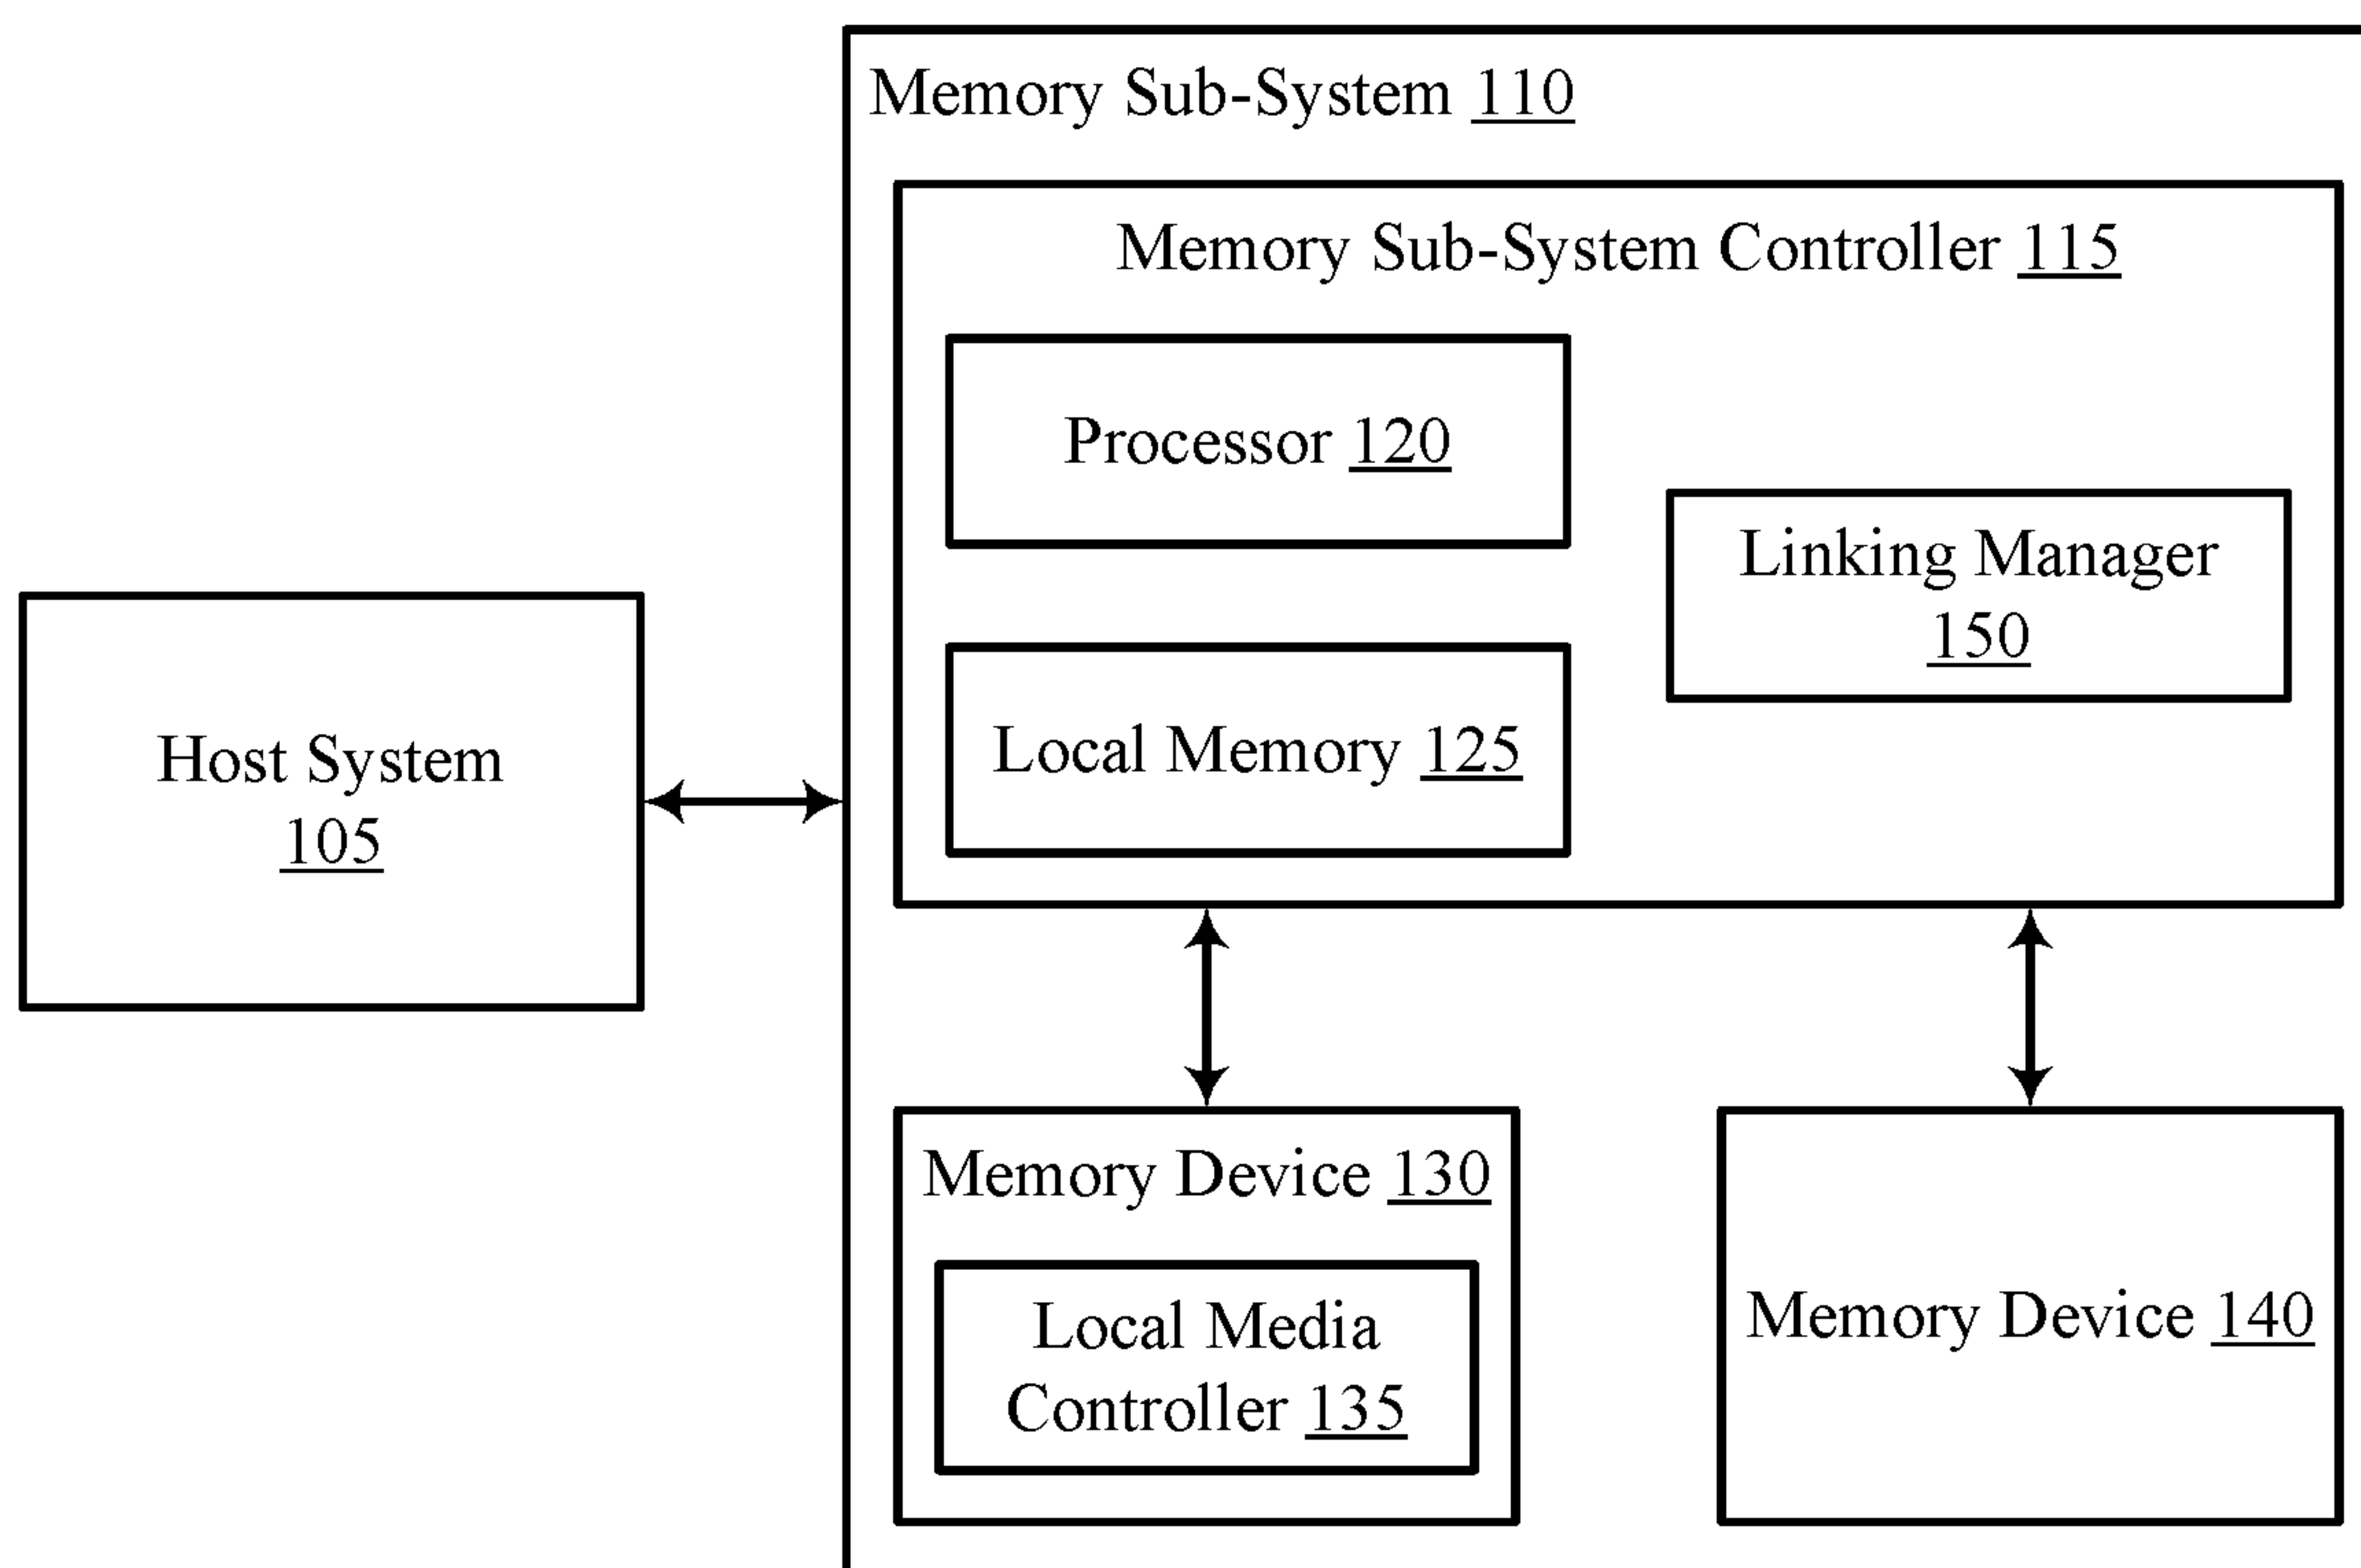 Memory Sub-System 110
Memory Sub-System Controller 115
Processor 120
Linking Manager
150
Local Memory 125
Host System
105
Memory Device 130
Local Media
Controller 135
Memory Device 140